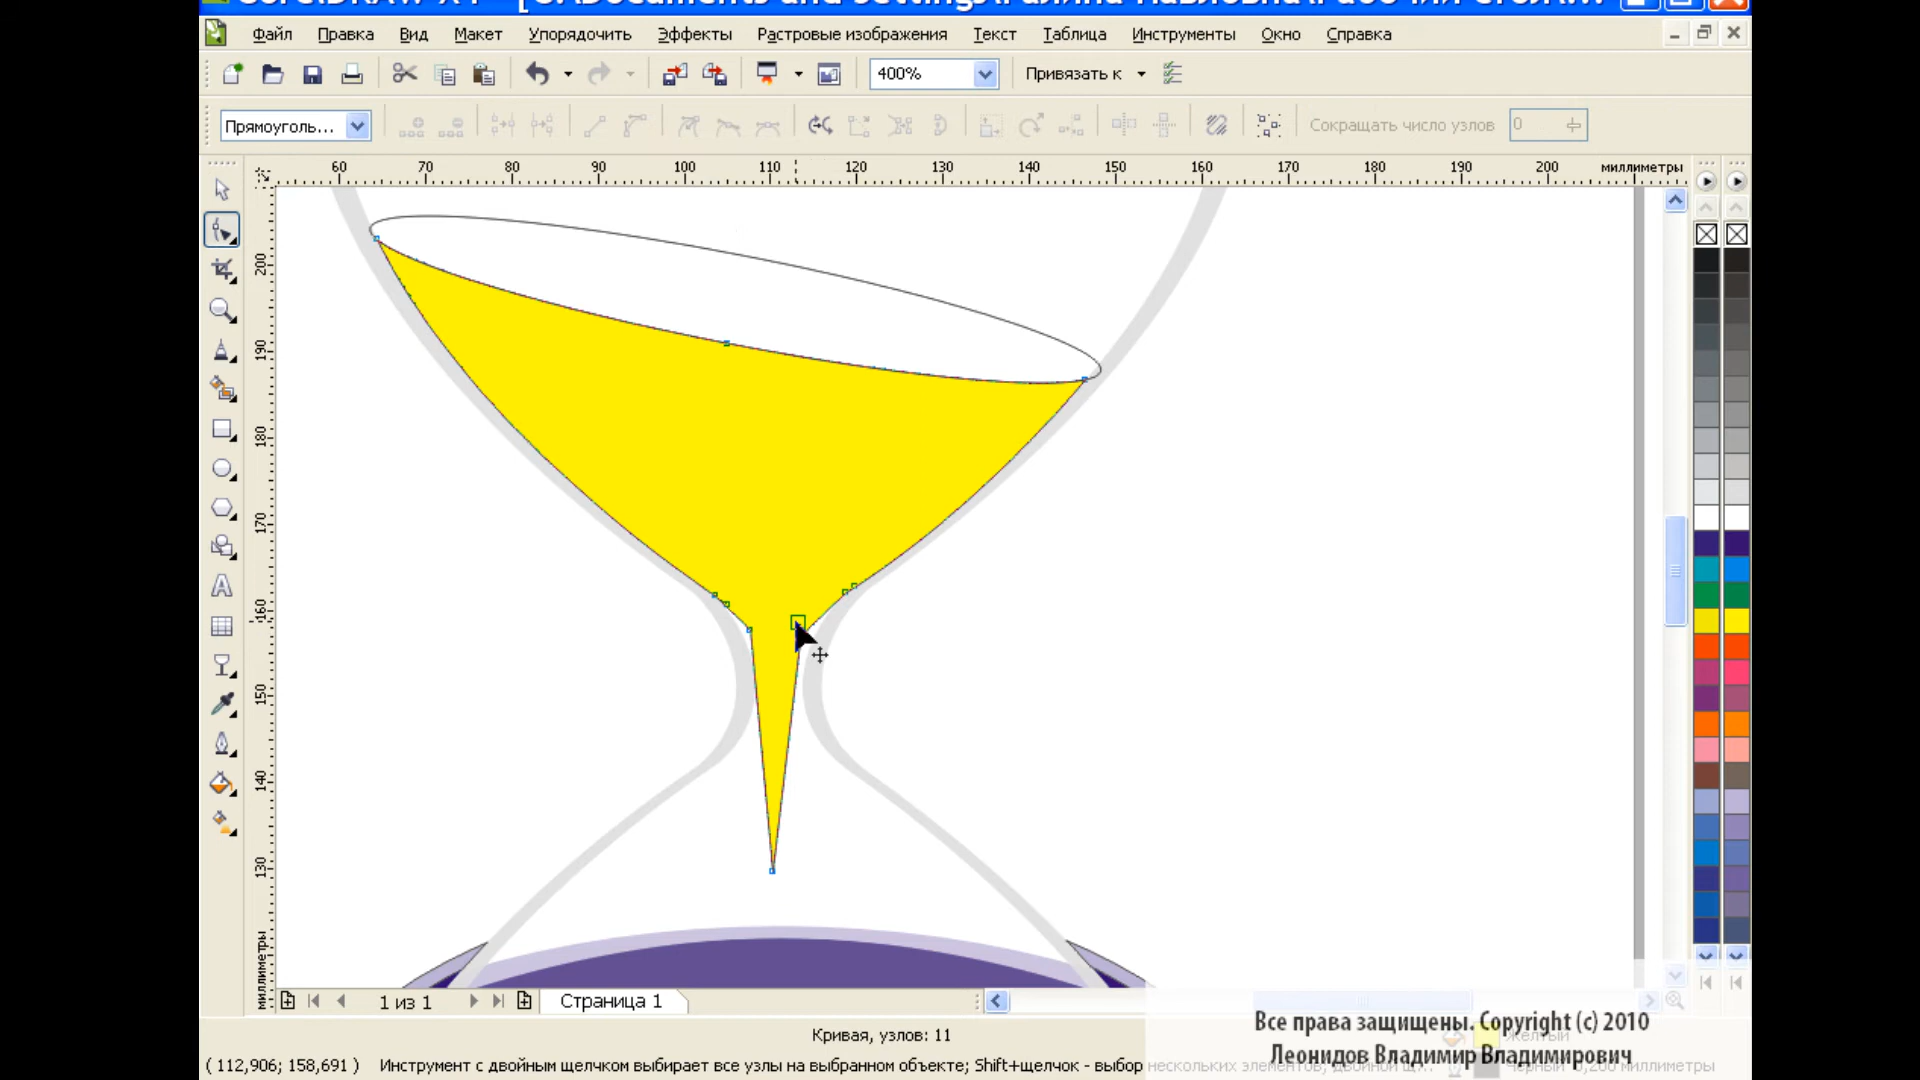 Файл Правка Вид Макет Упорядочить Эффекты Растровые изображения Текст Таблица Инструменты Окно Справка
400% Привязать к
Прямоуголь... Сокращать число узлов 0
60 70 80 90 100 110 120 130 140 150 160 170 180 190 200 миллиметры
200
190
180
170
160
150
140
130
миллиметры
1 из 1 Страница 1
Кривая, узлов: 11
( 112,906; 158,691 ) Инструмент с двойным щелчком выбирает все узлы на выбранном объекте; Shift+щелчок - выбор нескольких элементов; двойной щ...
Все права защищены. Copyright (c) 2010
Леонидов Владимир Владимирович